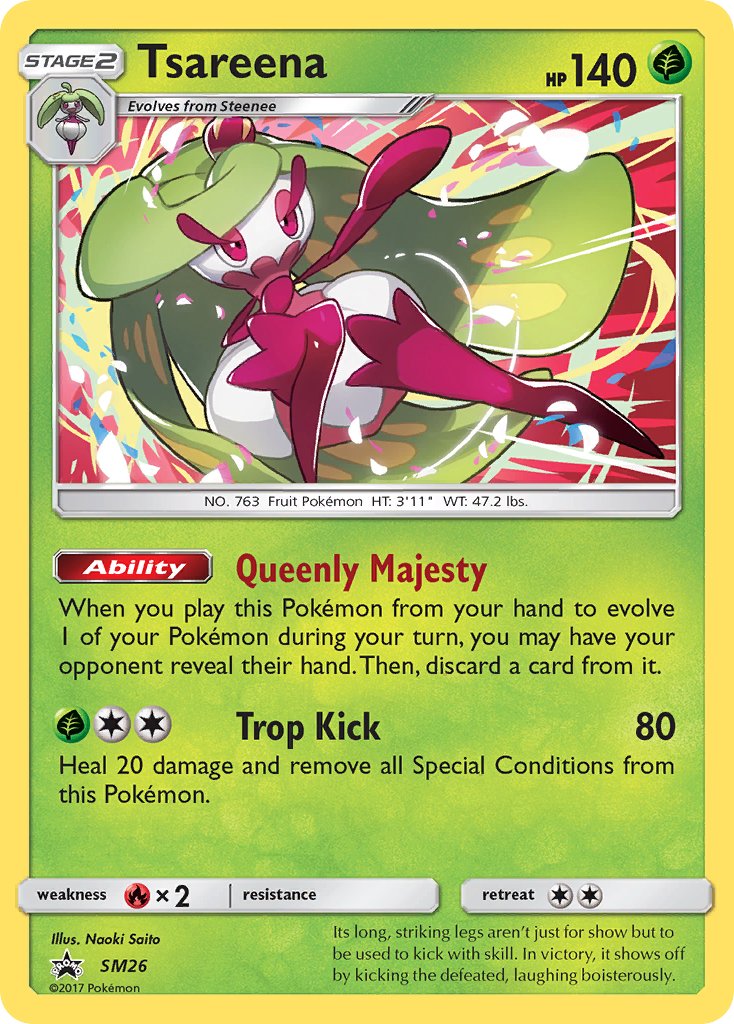 STAGE2 Tsareena HP 140
Evolves from Steenee
NO. 763 Fruit Pokémon HT: 3'11" WT: 47.2 lbs.
Ability Queenly Majesty
When you play this Pokémon from your hand to evolve
1 of your Pokémon during your turn, you may have your
opponent reveal their hand. Then, discard a card from it.
Trop Kick 80
Heal 20 damage and remove all Special Conditions from
this Pokémon.
weakness × 2 resistance retreat
Illus. Naoki Saito
PROMO SM26
©2017 Pokémon
Its long, striking legs aren't just for show but to
be used to kick with skill. In victory, it shows off
by kicking the defeated, laughing boisterously.